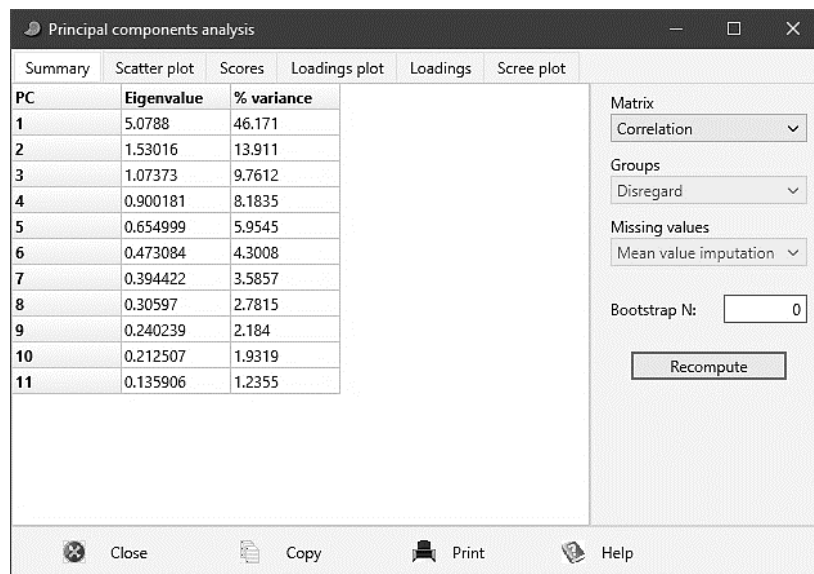 Principal components analysis
Summary Scatter plot Scores Loadings plot Loadings Scree plot
PC Eigenvalue % variance
1 5.0788 46.171
2 1.53016 13.911
3 1.07373 9.7612
4 0.900181 8.1835
5 0.654999 5.9545
6 0.473084 4.3008
7 0.394422 3.5857
8 0.30597 2.7815
9 0.240239 2.184
10 0.212507 1.9319
11 0.135906 1.2355
Matrix
Correlation
Groups
Disregard
Missing values
Mean value imputation
Bootstrap N: 0
Recompute
Close Copy Print Help